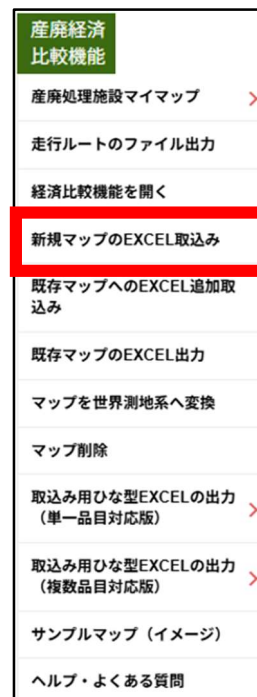 産廃経済
比較機能
産廃処理施設マイマップ
走行ルートのファイル出力
経済比較機能を開く
新規マップのEXCEL取込み
既存マップへのEXCEL追加取
込み
既存マップのEXCEL出力
マップを世界測地系へ変換
マップ削除
取込み用ひな型EXCELの出力
（単一品目対応版）
取込み用ひな型EXCELの出力
（複数品目対応版）
サンプルマップ（イメージ）
ヘルプ・よくある質問